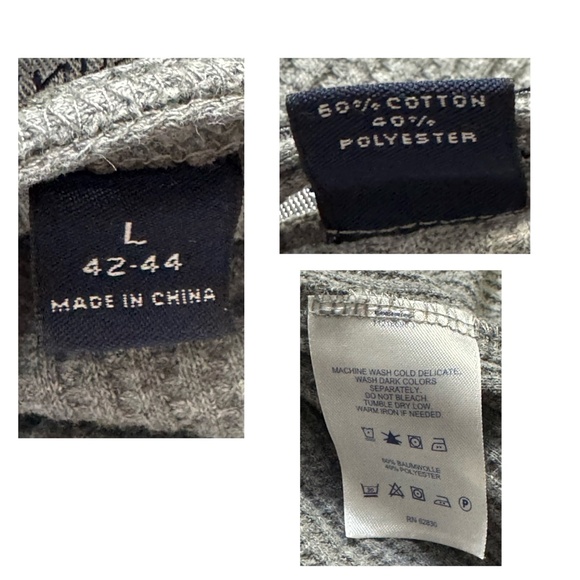 L
42-44
MADE IN CHINA
60% COTTON
40%
POLYESTER
MACHINE WASH COLD DELICATE.
WASH DARK COLORS
SEPARATELY.
DO NOT BLEACH.
TUMBLE DRY LOW.
WARM IRON IF NEEDED.
60% BAUMWOLLE
40% POLYESTER
P